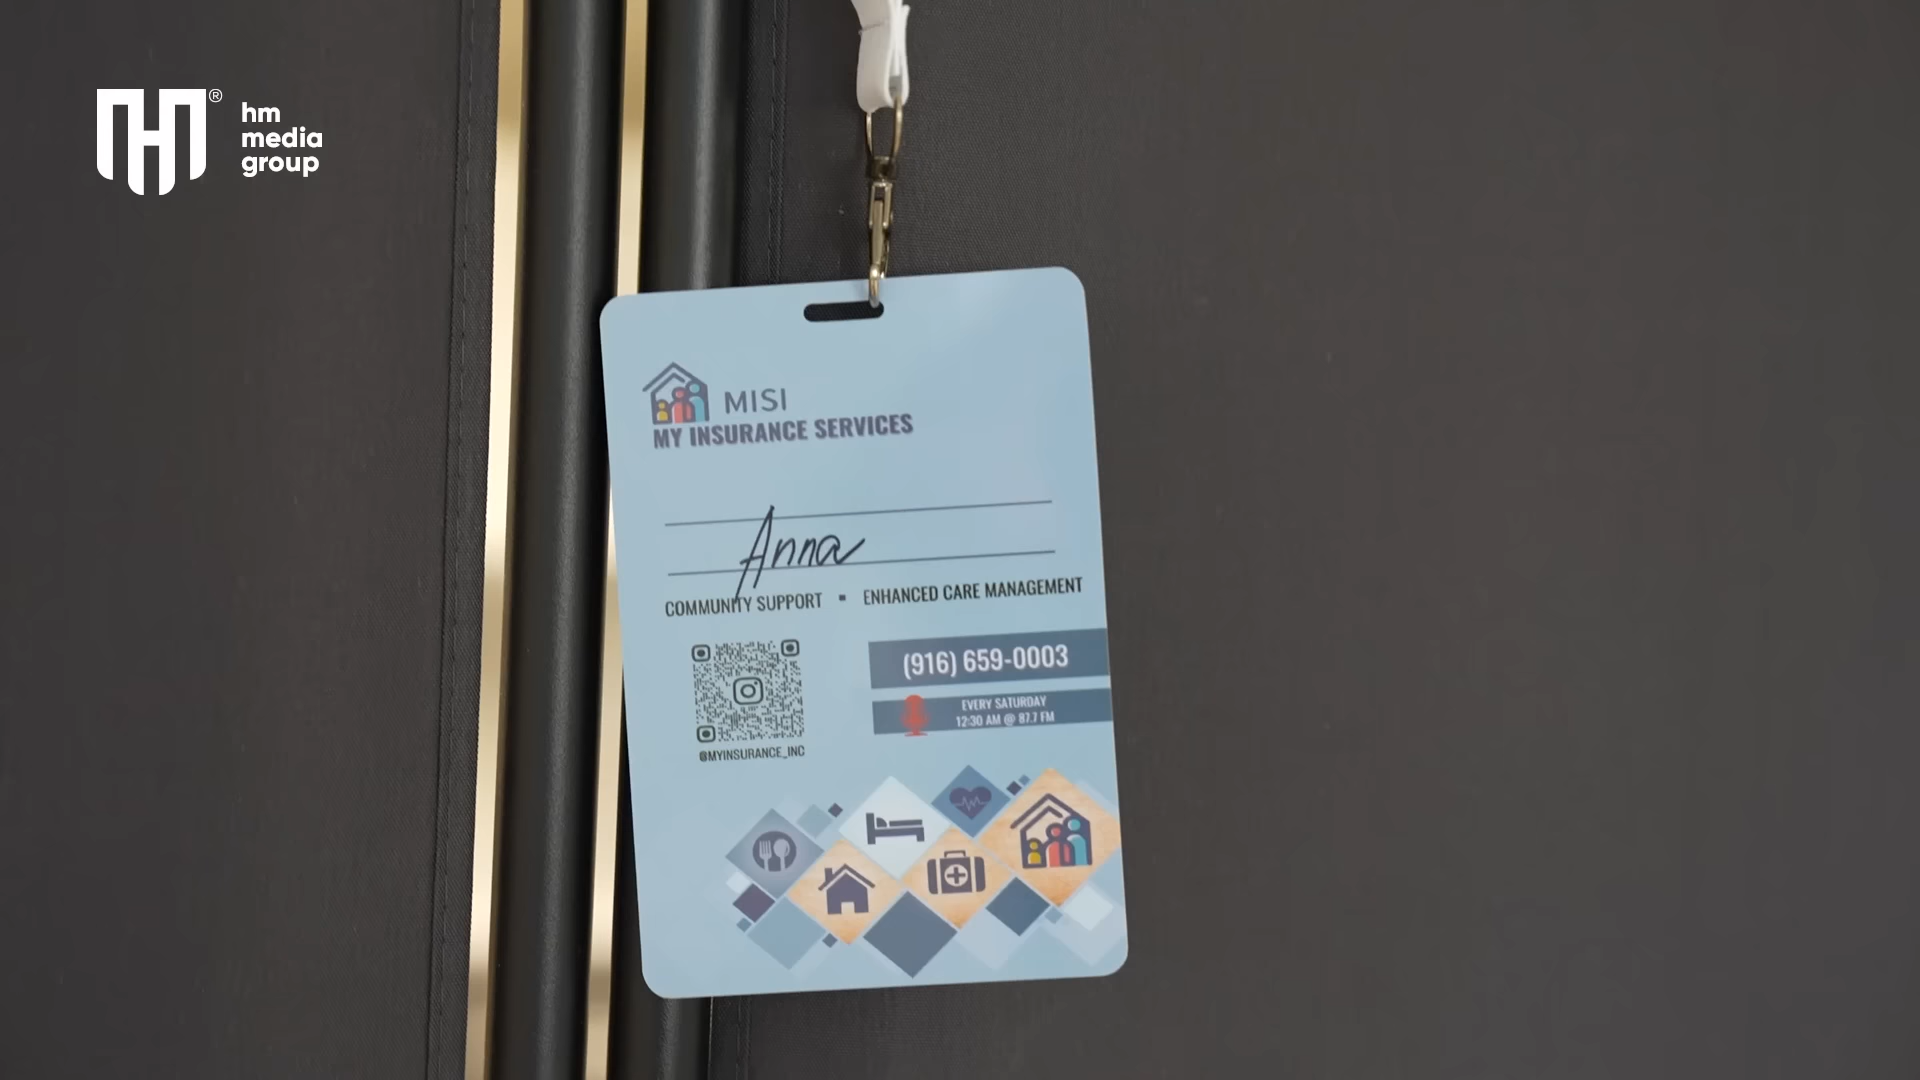 ®
hm
media
group
MISI
MY INSURANCE SERVICES
Anna
COMMUNITY SUPPORT ▪ ENHANCED CARE MANAGEMENT
(916) 659-0003
EVERY SATURDAY
12:30 AM @ 87.7 FM
@MYINSURANCE_INC